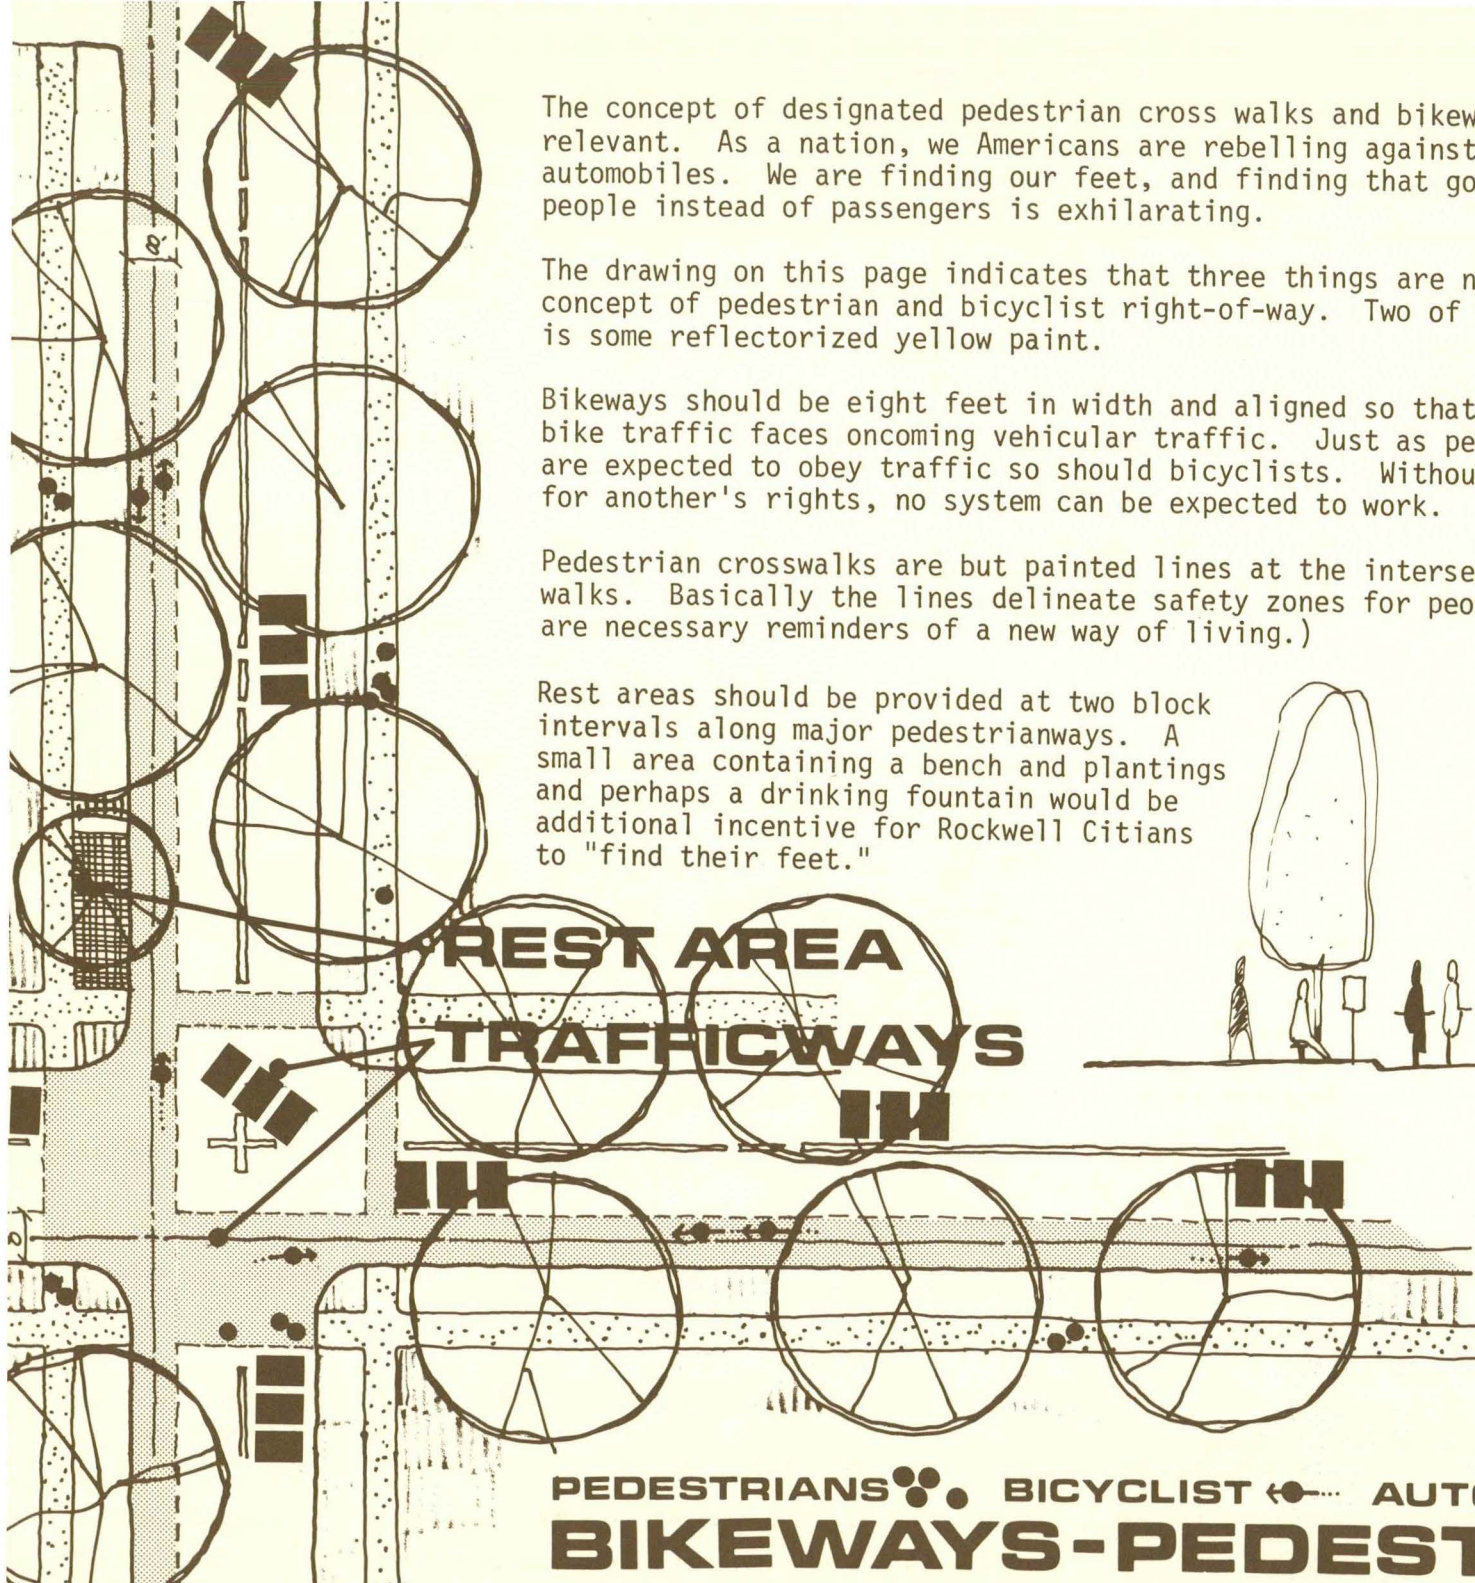 The concept of designated pedestrian cross walks and bikew
relevant. As a nation, we Americans are rebelling against
automobiles. We are finding our feet, and finding that go
people instead of passengers is exhilarating.
The drawing on this page indicates that three things are n
concept of pedestrian and bicyclist right-of-way. Two of
is some reflectorized yellow paint.
Bikeways should be eight feet in width and aligned so that
bike traffic faces oncoming vehicular traffic. Just as pe
are expected to obey traffic so should bicyclists. Withou
for another's rights, no system can be expected to work.
Pedestrian crosswalks are but painted lines at the interse
walks. Basically the lines delineate safety zones for peo
are necessary reminders of a new way of living.)
Rest areas should be provided at two block
intervals along major pedestrianways. A
small area containing a bench and plantings
and perhaps a drinking fountain would be
additional incentive for Rockwell Citians
to "find their feet."
8
REST AREA
TRAFFICWAYS
8
PEDESTRIANS BICYCLIST AUTO
BIKEWAYS-PEDEST